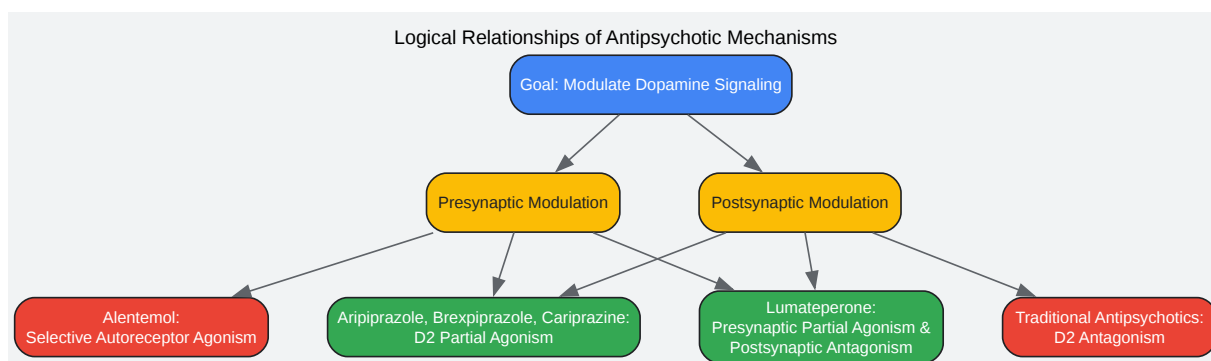 Logical Relationships of Antipsychotic Mechanisms
Goal: Modulate Dopamine Signaling
Presynaptic Modulation
Postsynaptic Modulation
Alentemol:
Selective Autoreceptor Agonism
Aripiprazole, Brexpiprazole, Cariprazine:
D2 Partial Agonism
Lumateperone:
Presynaptic Partial Agonism &
Postsynaptic Antagonism
Traditional Antipsychotics:
D2 Antagonism